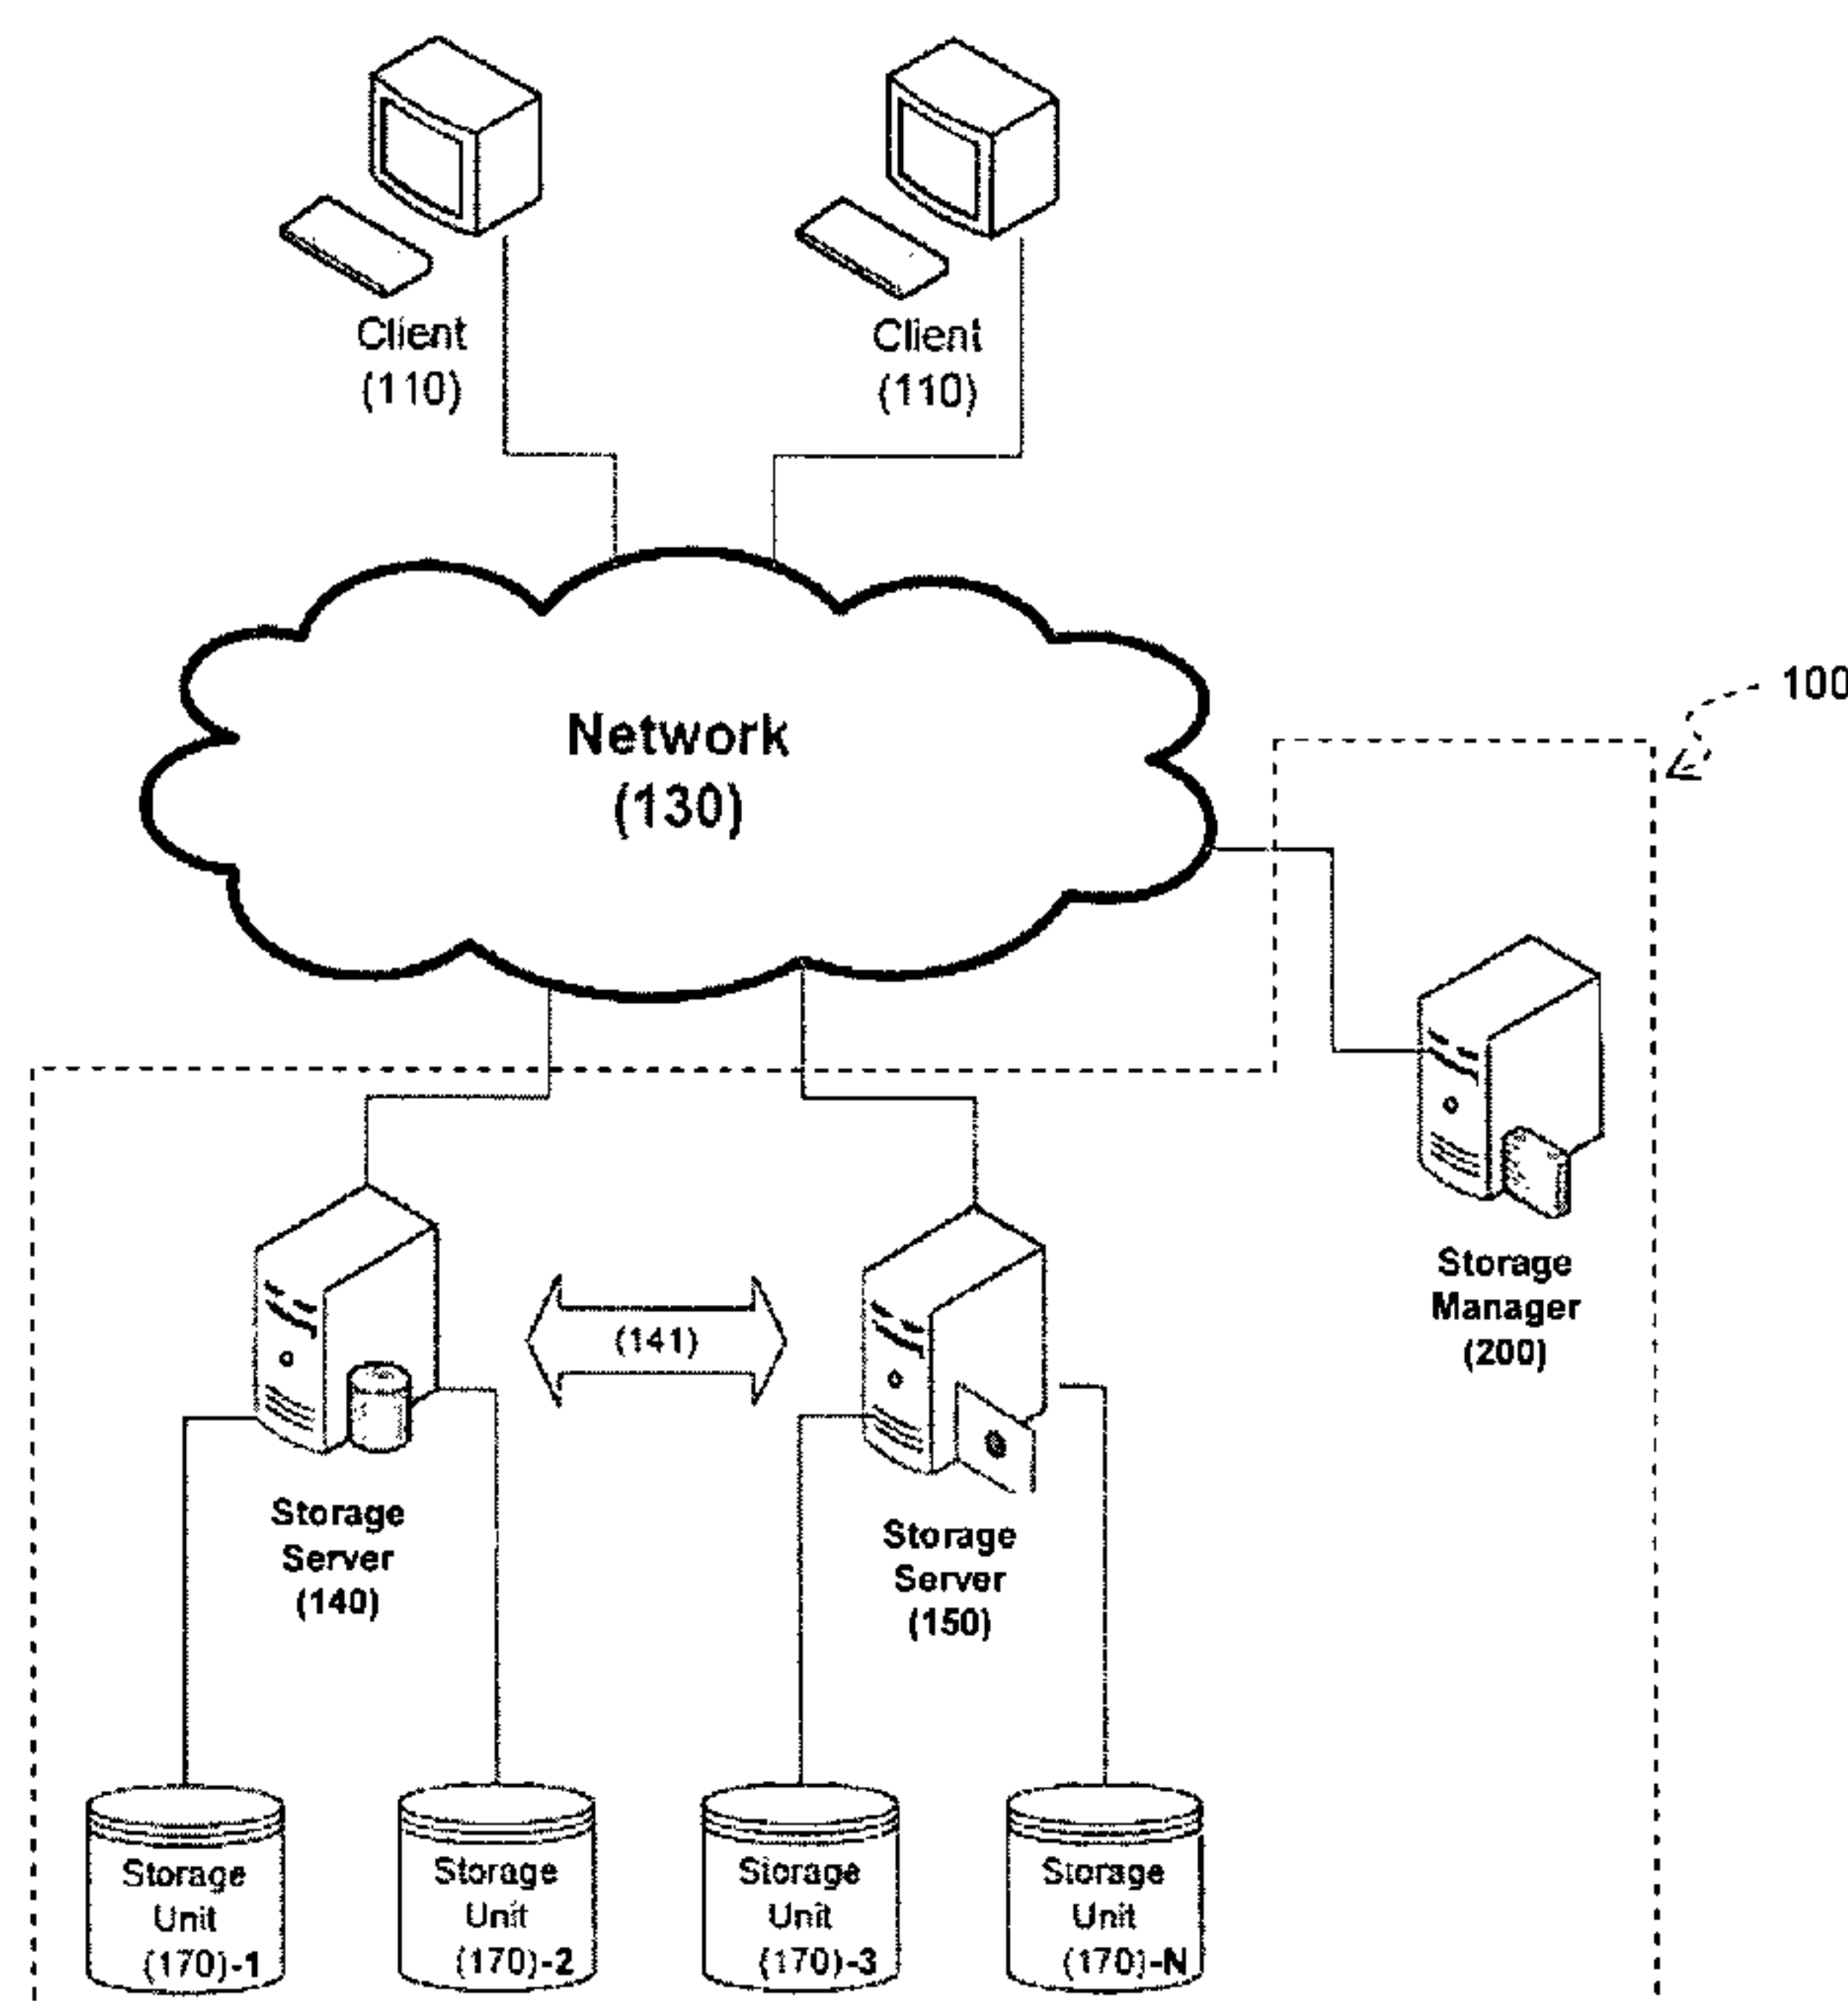 Client
(110)
Client
(110)
Network
(130)
100
Storage
Manager
(200)
(141)
Storage
Server
(140)
Storage
Server
(150)
Storage
Unit
(170)-1
Storage
Unit
(170)-2
Storage
Unit
(170)-3
Storage
Unit
(170)-N